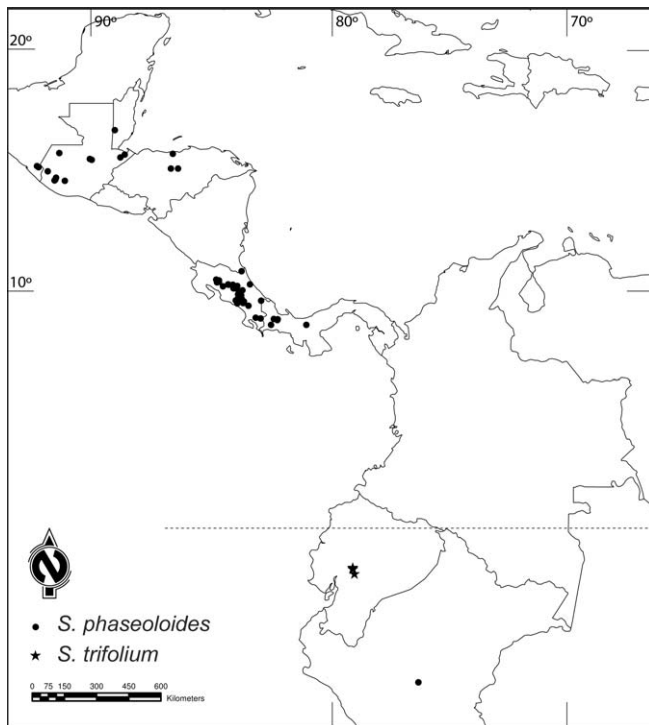 90º 80º 70º
20º
10º
S. phaseoloides
S. trifolium
0 75 150 300 450 600
Kilometers